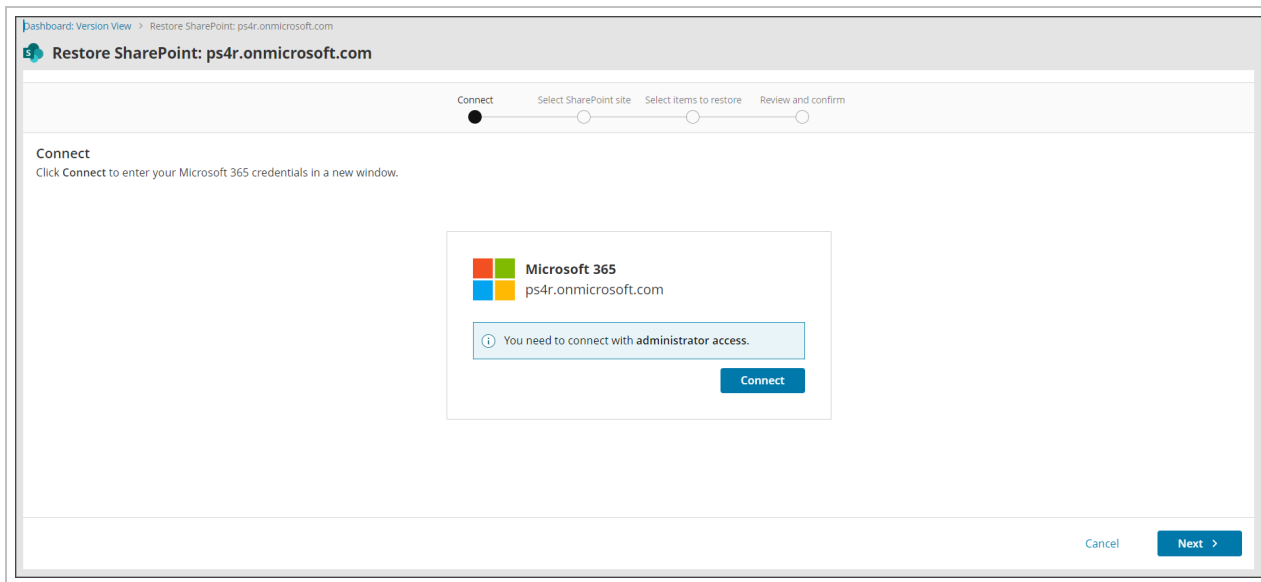 Dashboard: Version View > Restore SharePoint: ps4r.onmicrosoft.com
Restore SharePoint: ps4r.onmicrosoft.com
Connect Select SharePoint site Select items to restore Review and confirm
Connect
Click Connect to enter your Microsoft 365 credentials in a new window.
Microsoft 365
ps4r.onmicrosoft.com
You need to connect with administrator access.
Connect
Cancel Next >